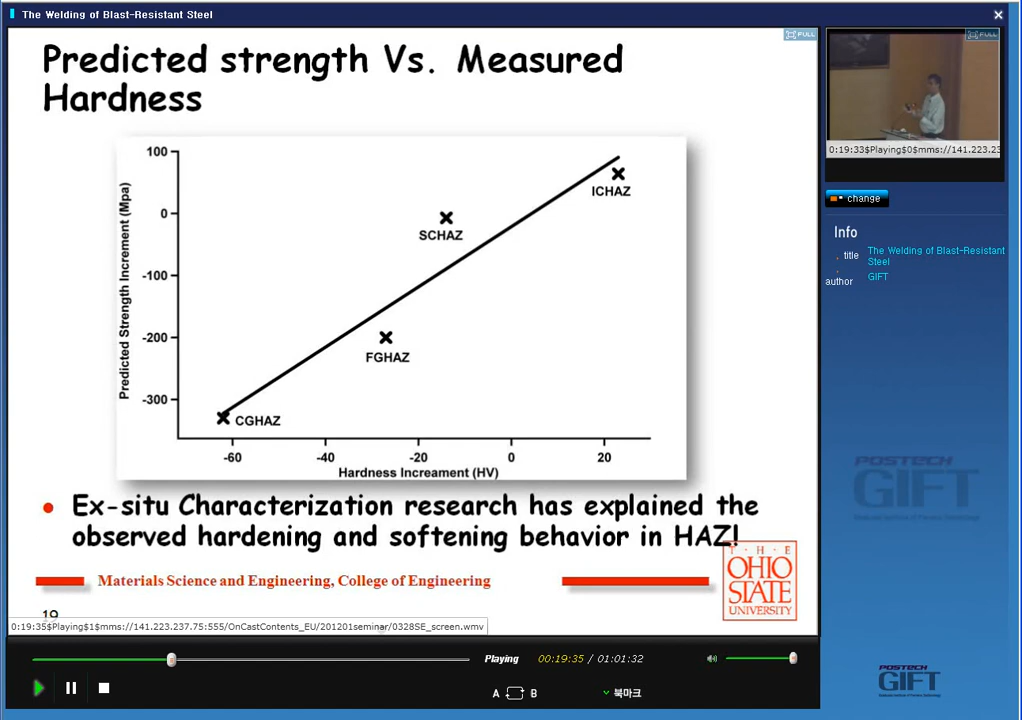 The Welding of Blast-Resistant Steel
FULL
Predicted strength Vs. Measured
Hardness
100
0
-100
-200
-300
Predicted Strength Increment (Mpa)
ICHAZ
SCHAZ
FGHAZ
CGHAZ
-60 -40 -20 0 20
Hardness Increament (HV)
Ex-situ Characterization research has explained the
observed hardening and softening behavior in HAZ!
Materials Science and Engineering, College of Engineering
T · H · E
OHIO
STATE
UNIVERSITY
19
0:19:35$Playing$1$mms://141.223.237.75:555/OnCastContents_EU/201201seminar/0328SE_screen.wmv
Playing 00:19:35 / 01:01:32
A B
북마크
FULL
0:19:33$Playing$0$mms://141.223.23
change
Info
title The Welding of Blast-Resistant
Steel
author GIFT
POSTECH
GIFT
POSTECH
GIFT